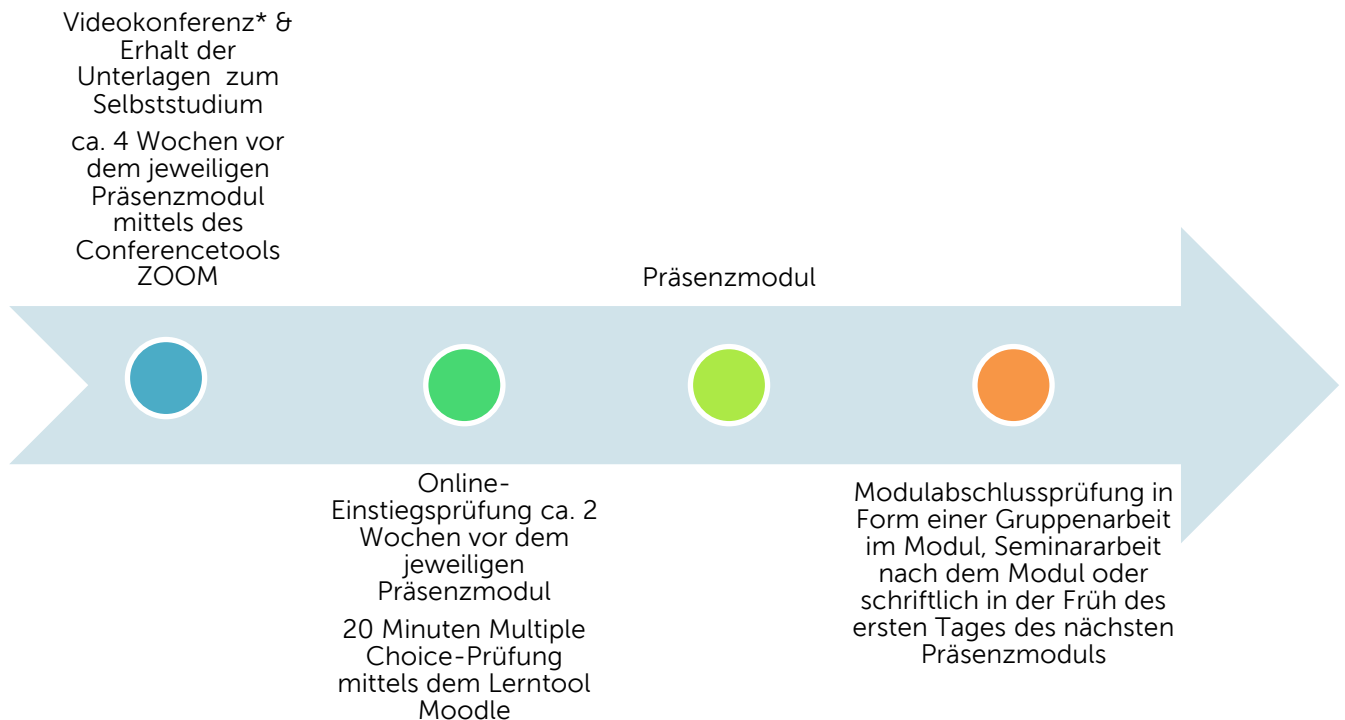 Videokonferenz* &
Erhalt der
Unterlagen zum
Selbststudium
ca. 4 Wochen vor
dem jeweiligen
Präsenzmodul
mittels des
Conferencetools
ZOOM
Online-
Einstiegsprüfung ca. 2
Wochen vor dem
jeweiligen
Präsenzmodul
20 Minuten Multiple
Choice-Prüfung
mittels dem Lerntool
Moodle
Präsenzmodul
Modulabschlussprüfung in
Form einer Gruppenarbeit
im Modul, Seminararbeit
nach dem Modul oder
schriftlich in der Früh des
ersten Tages des nächsten
Präsenzmoduls